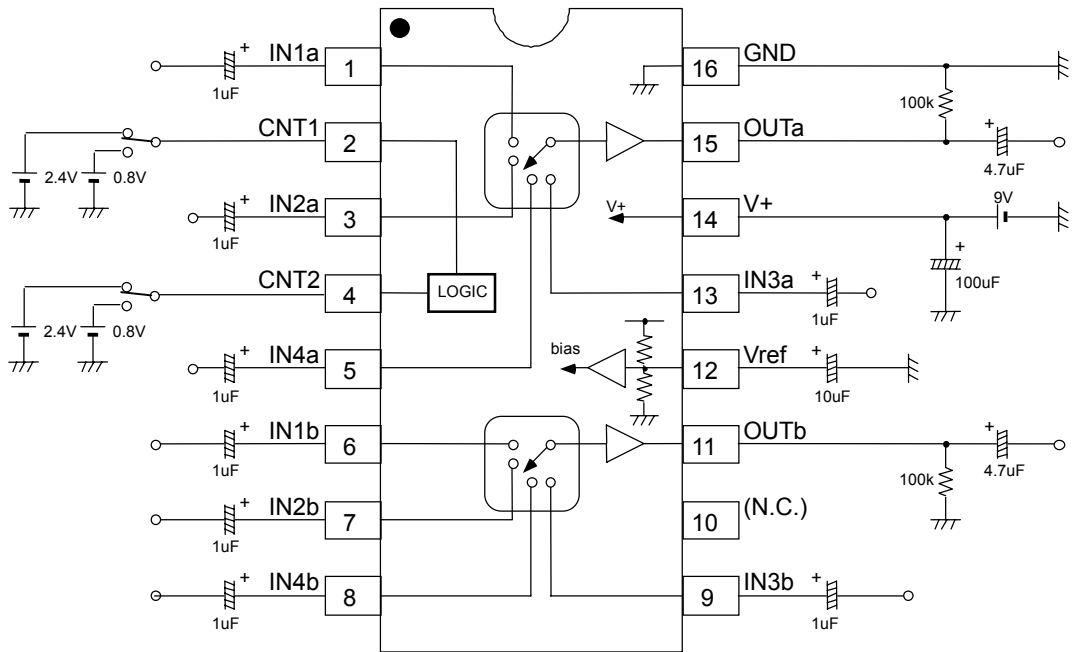 IN1a
+
1uF
1
16
GND
100k
CNT1
2
15
OUTa
+
4.7uF
2.4V
0.8V
IN2a
+
1uF
3
V+
14
V+
9V
+
100uF
CNT2
4
LOGIC
13
IN3a
+
1uF
2.4V
0.8V
IN4a
+
1uF
5
bias
12
Vref
+
10uF
IN1b
+
1uF
6
11
OUTb
+
4.7uF
100k
IN2b
+
1uF
7
10
(N.C.)
IN4b
+
1uF
8
9
IN3b
+
1uF